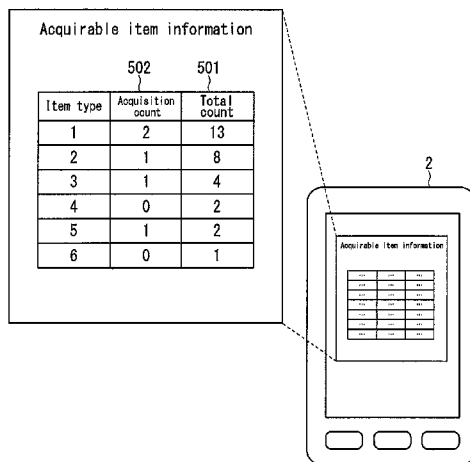 Acquirable item information
502 501
Item type Acquisition count Total count
1 2 13
2 1 8
3 1 4
4 0 2
5 1 2
6 0 1
2
Acquirable item information